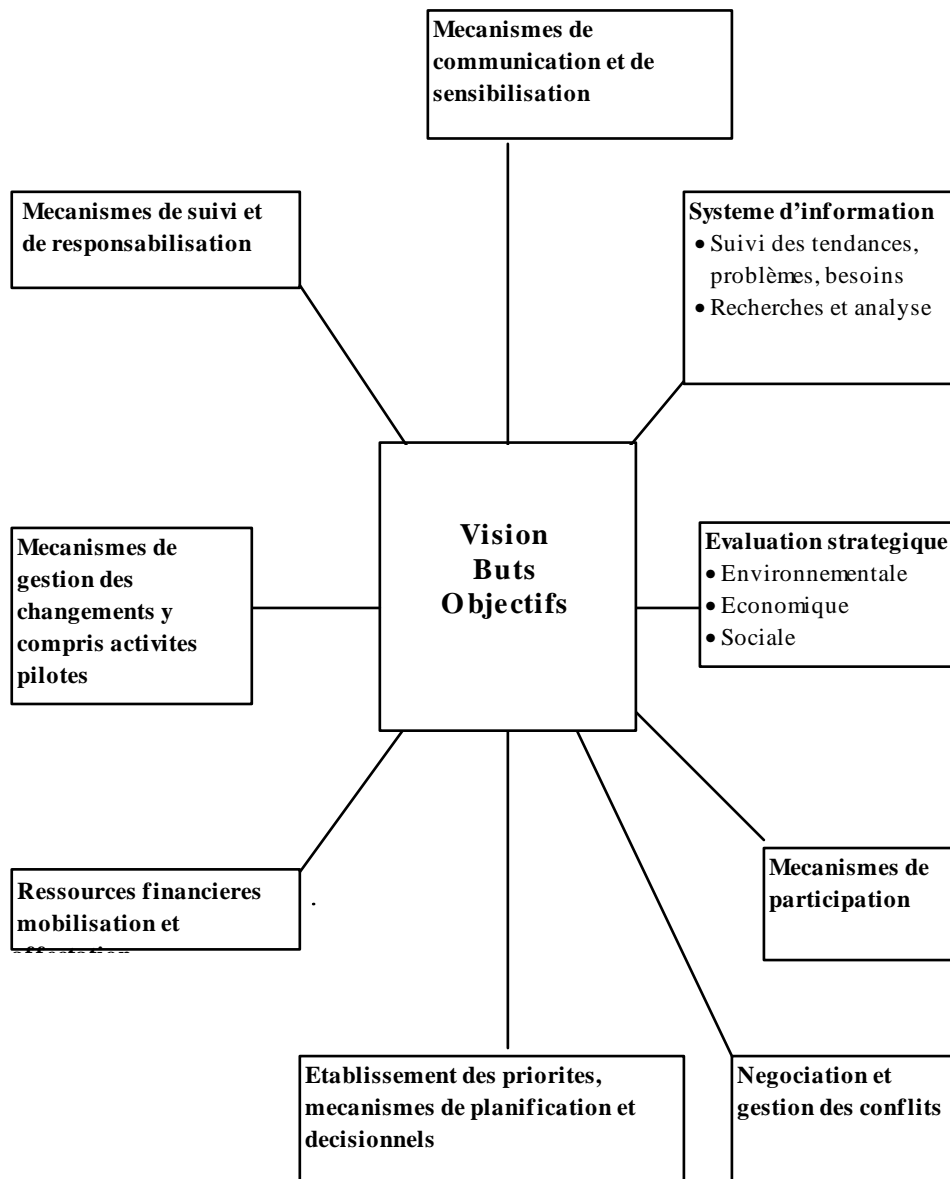 Mecanismes de
communication et de
sensibilisation
Mecanismes de suivi et
de responsabilisation
Systeme d'information
• Suivi des tendances,
problèmes, besoins
• Recherches et analyse
Vision
Buts
Objectifs
Mecanismes de
gestion des
changements y
compris activites
pilotes
Evaluation strategique
• Environnementale
• Economique
• Sociale
Ressources financieres
mobilisation et
.
Mecanismes de
participation
Etablissement des priorites,
mecanismes de planification et
decisionnels
Negociation et
gestion des conflits